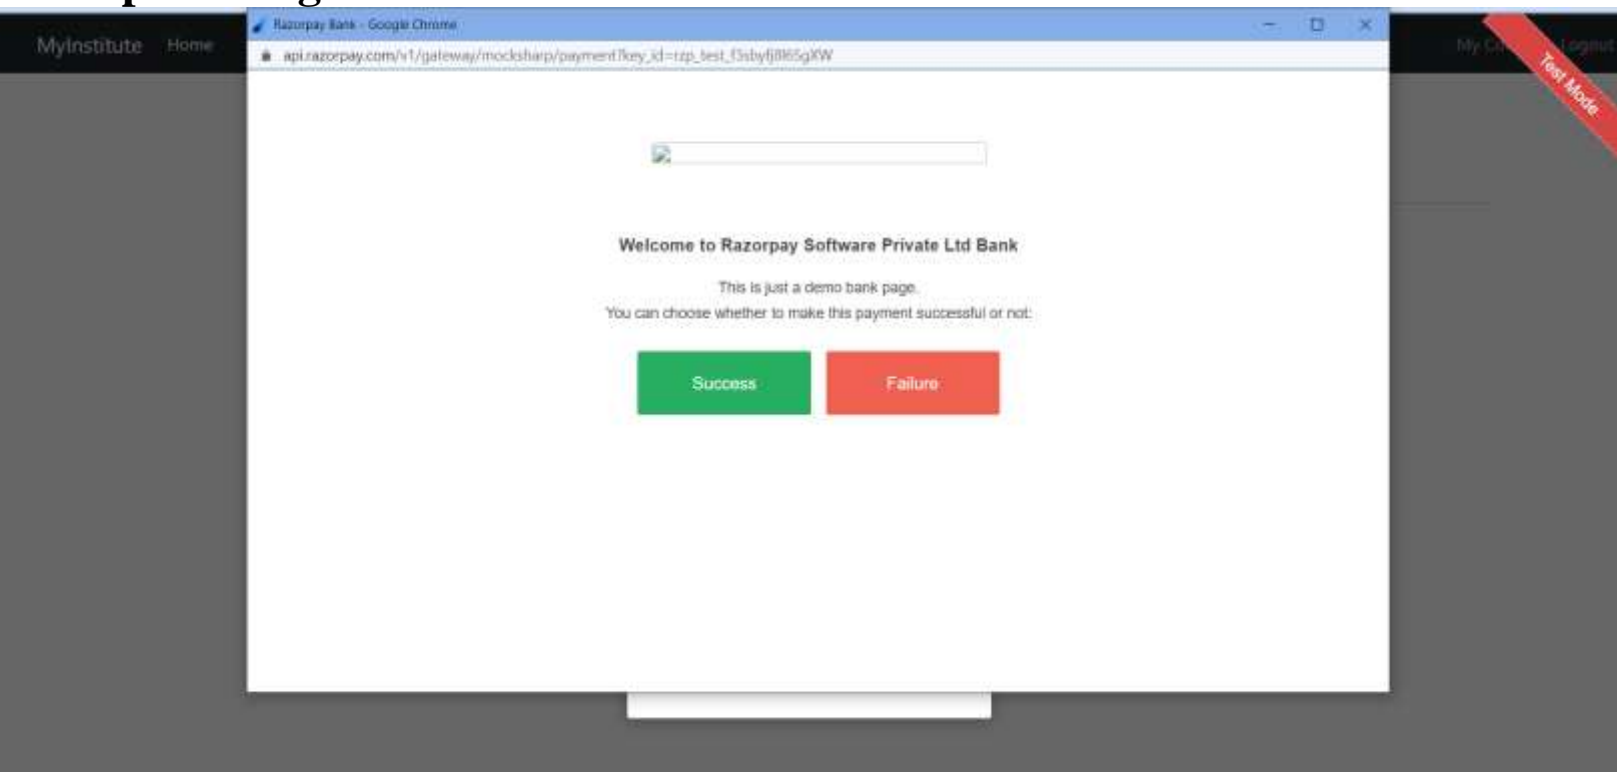 Razorpay Bank - Google Chrome
MyInstitute Home
Logout
api.razorpay.com/v1/gateway/mocksharp/payment?key_id=
Test Mode
Welcome to Razorpay Software Private Ltd Bank
This is just a demo bank page.
You can choose whether to make this payment successful or not:
Success Failure